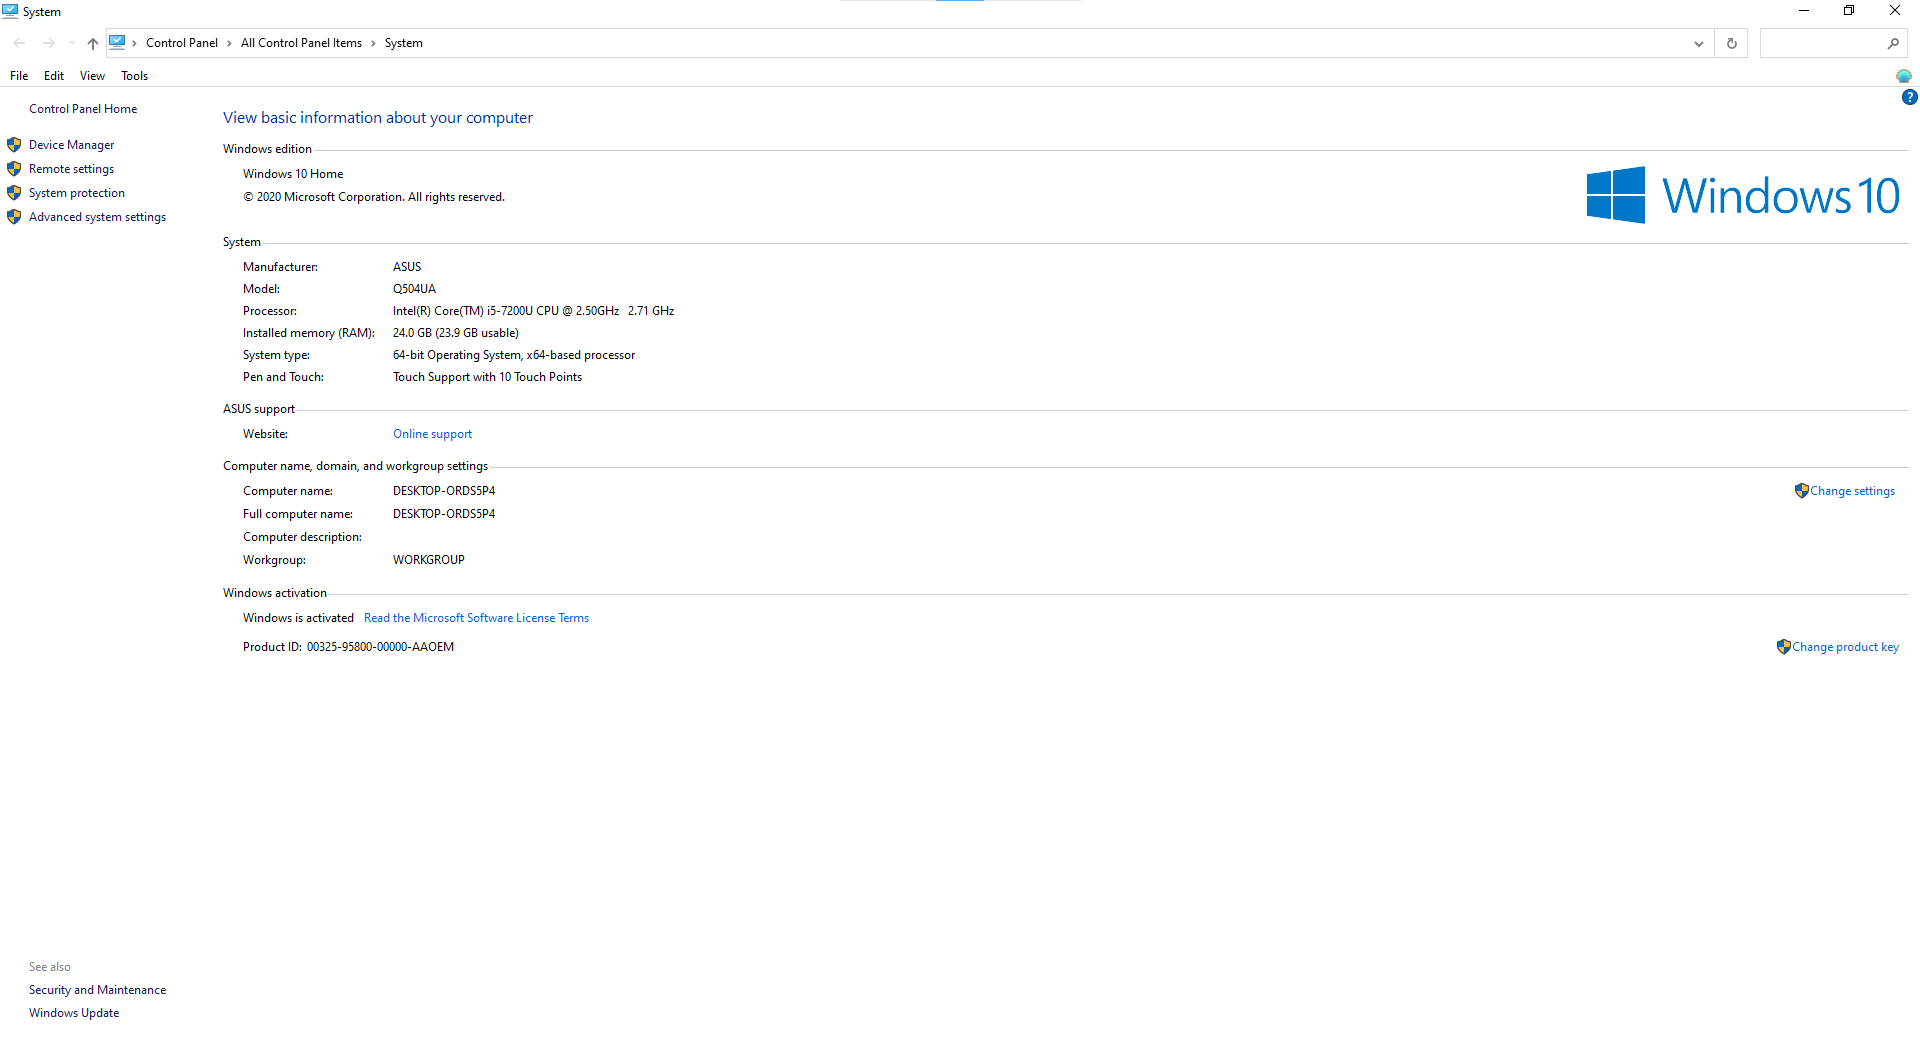 System
Control Panel > All Control Panel Items > System
File Edit View Tools
?
Control Panel Home
Device Manager
Remote settings
System protection
Advanced system settings
View basic information about your computer
Windows edition
Windows 10 Home
© 2020 Microsoft Corporation. All rights reserved.
Windows 10
System
Manufacturer: ASUS
Model: Q504UA
Processor: Intel(R) Core(TM) i5-7200U CPU @ 2.50GHz 2.71 GHz
Installed memory (RAM): 24.0 GB (23.9 GB usable)
System type: 64-bit Operating System, x64-based processor
Pen and Touch: Touch Support with 10 Touch Points
ASUS support
Website: Online support
Computer name, domain, and workgroup settings
Computer name: DESKTOP-ORDS5P4 Change settings
Full computer name: DESKTOP-ORDS5P4
Computer description:
Workgroup: WORKGROUP
Windows activation
Windows is activated Read the Microsoft Software License Terms
Product ID: 00325-95800-00000-AAOEM Change product key
See also
Security and Maintenance
Windows Update